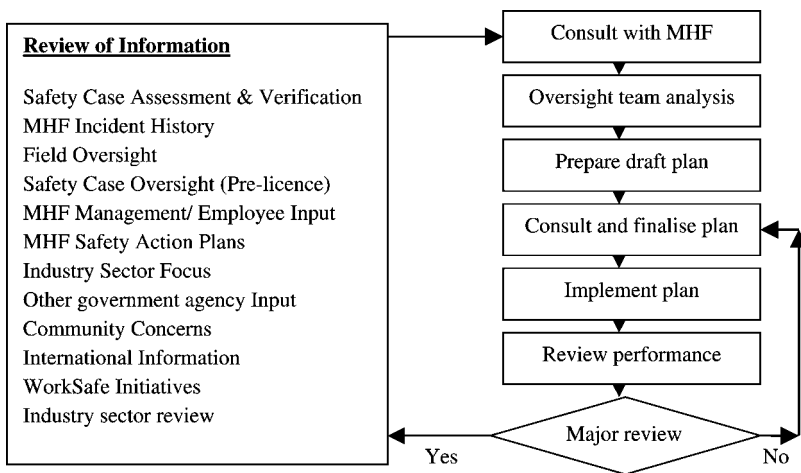 Review of Information
Safety Case Assessment & Verification
MHF Incident History
Field Oversight
Safety Case Oversight (Pre-licence)
MHF Management/ Employee Input
MHF Safety Action Plans
Industry Sector Focus
Other government agency Input
Community Concerns
International Information
WorkSafe Initiatives
Industry sector review
Consult with MHF
Oversight team analysis
Prepare draft plan
Consult and finalise plan
Implement plan
Review performance
Major review
Yes
No